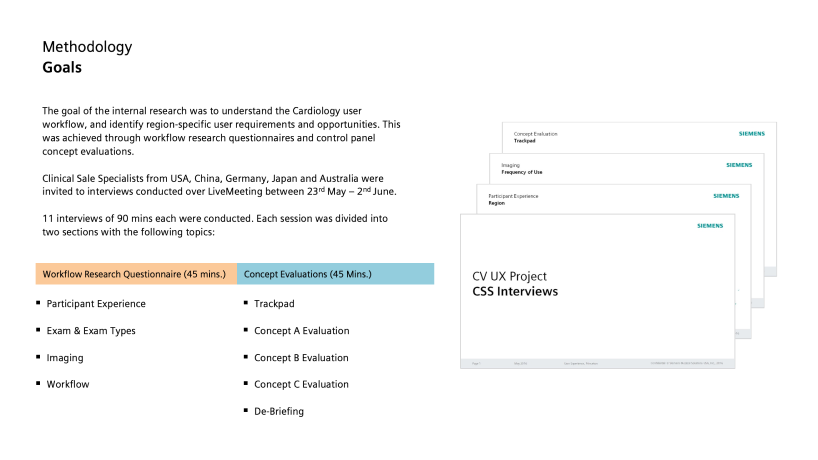 Methodology
Goals
The goal of the internal research was to understand the Cardiology user
workflow, and identify region-specific user requirements and opportunities. This
was achieved through workflow research questionnaires and control panel
concept evaluations.
Clinical Sale Specialists from USA, China, Germany, Japan and Australia were
invited to interviews conducted over LiveMeeting between 23rd May – 2nd June.
11 interviews of 90 mins each were conducted. Each session was divided into
two sections with the following topics:
Workflow Research Questionnaire (45 mins.)
▪ Participant Experience
▪ Exam & Exam Types
▪ Imaging
▪ Workflow
Concept Evaluations (45 Mins.)
▪ Trackpad
▪ Concept A Evaluation
▪ Concept B Evaluation
▪ Concept C Evaluation
▪ De-Briefing
Concept Evaluation
Trackpad
SIEMENS
Imaging
Frequency of Use
SIEMENS
Participant Experience
Region
SIEMENS
SIEMENS
CV UX Project
CSS Interviews